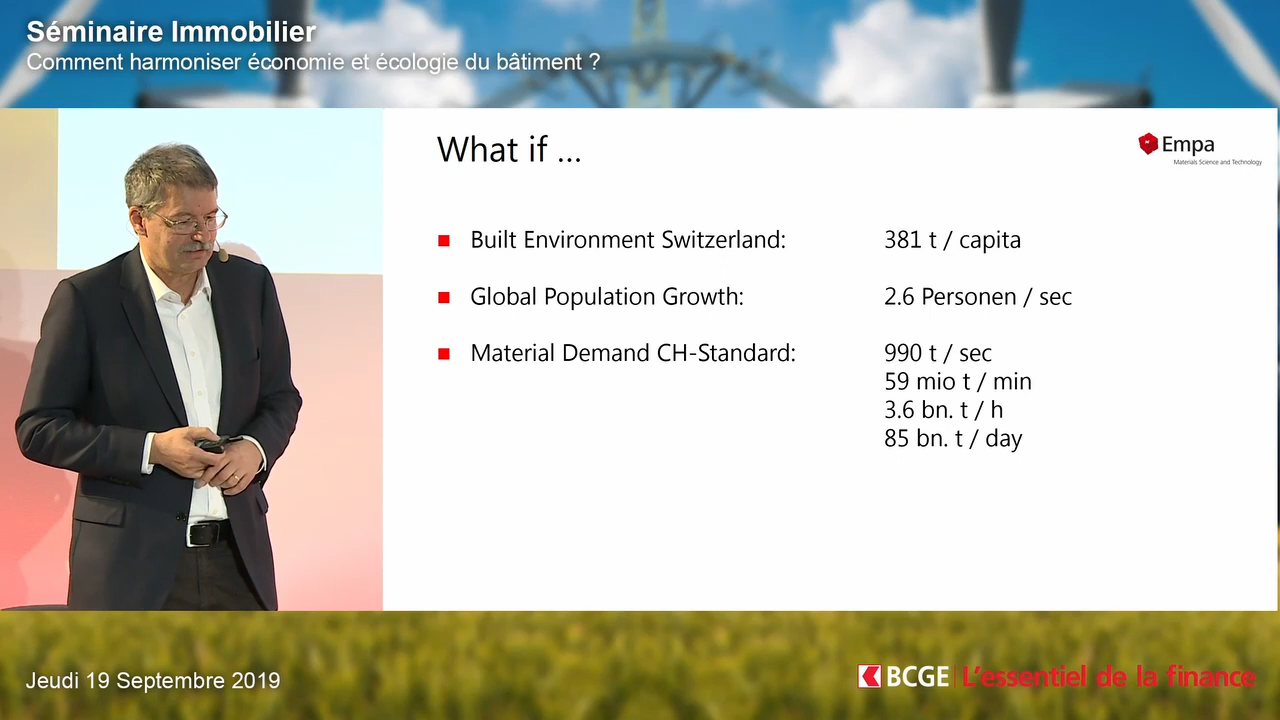 Séminaire Immobilier
Comment harmoniser économie et écologie du bâtiment ?
What if ...
Empa
Materials Science and Technology
Built Environment Switzerland: 381 t / capita
Global Population Growth: 2.6 Personen / sec
Material Demand CH-Standard: 990 t / sec
59 mio t / min
3.6 bn. t / h
85 bn. t / day
Jeudi 19 Septembre 2019
BCGE L'essentiel de la finance